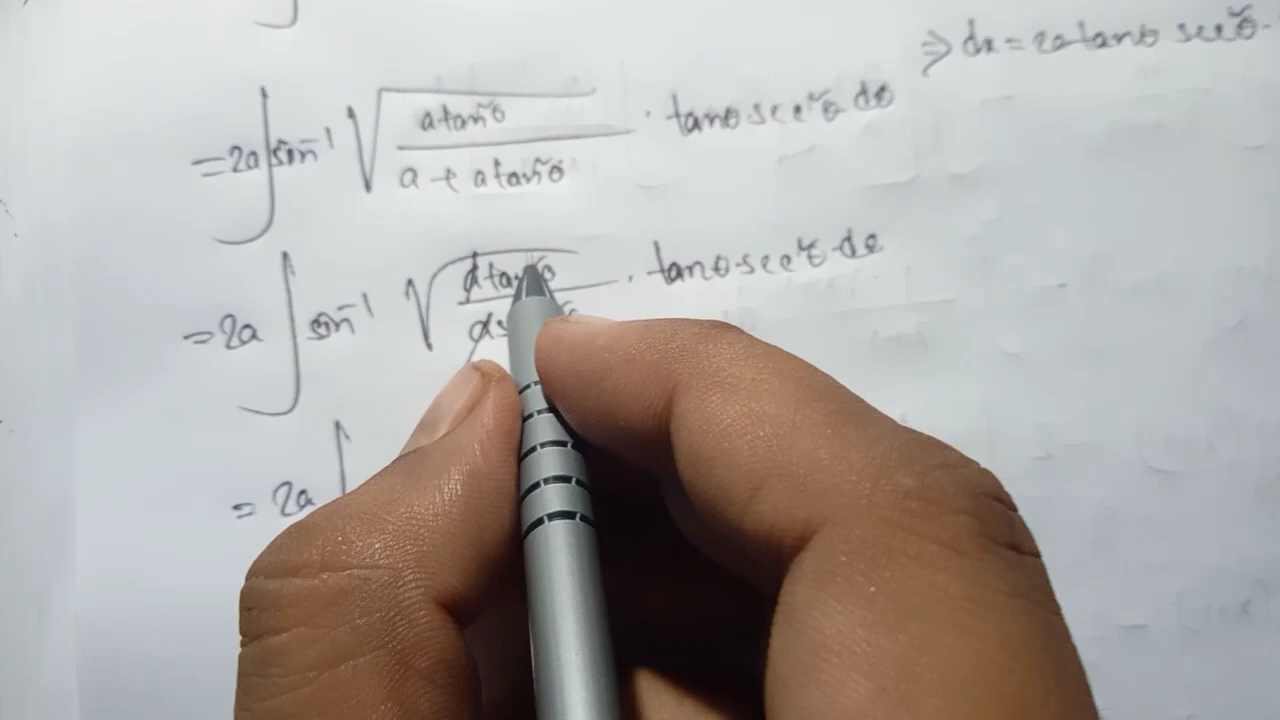 ⇒ dx = 2a tanθ sec²θ
= 2a ∫ sin⁻¹ √(a tan²θ / a + a tan²θ) . tanθ sec²θ dθ
= 2a ∫ sin⁻¹ √(a tan²θ / a . tanθ sec²θ dθ
= 2a ∫